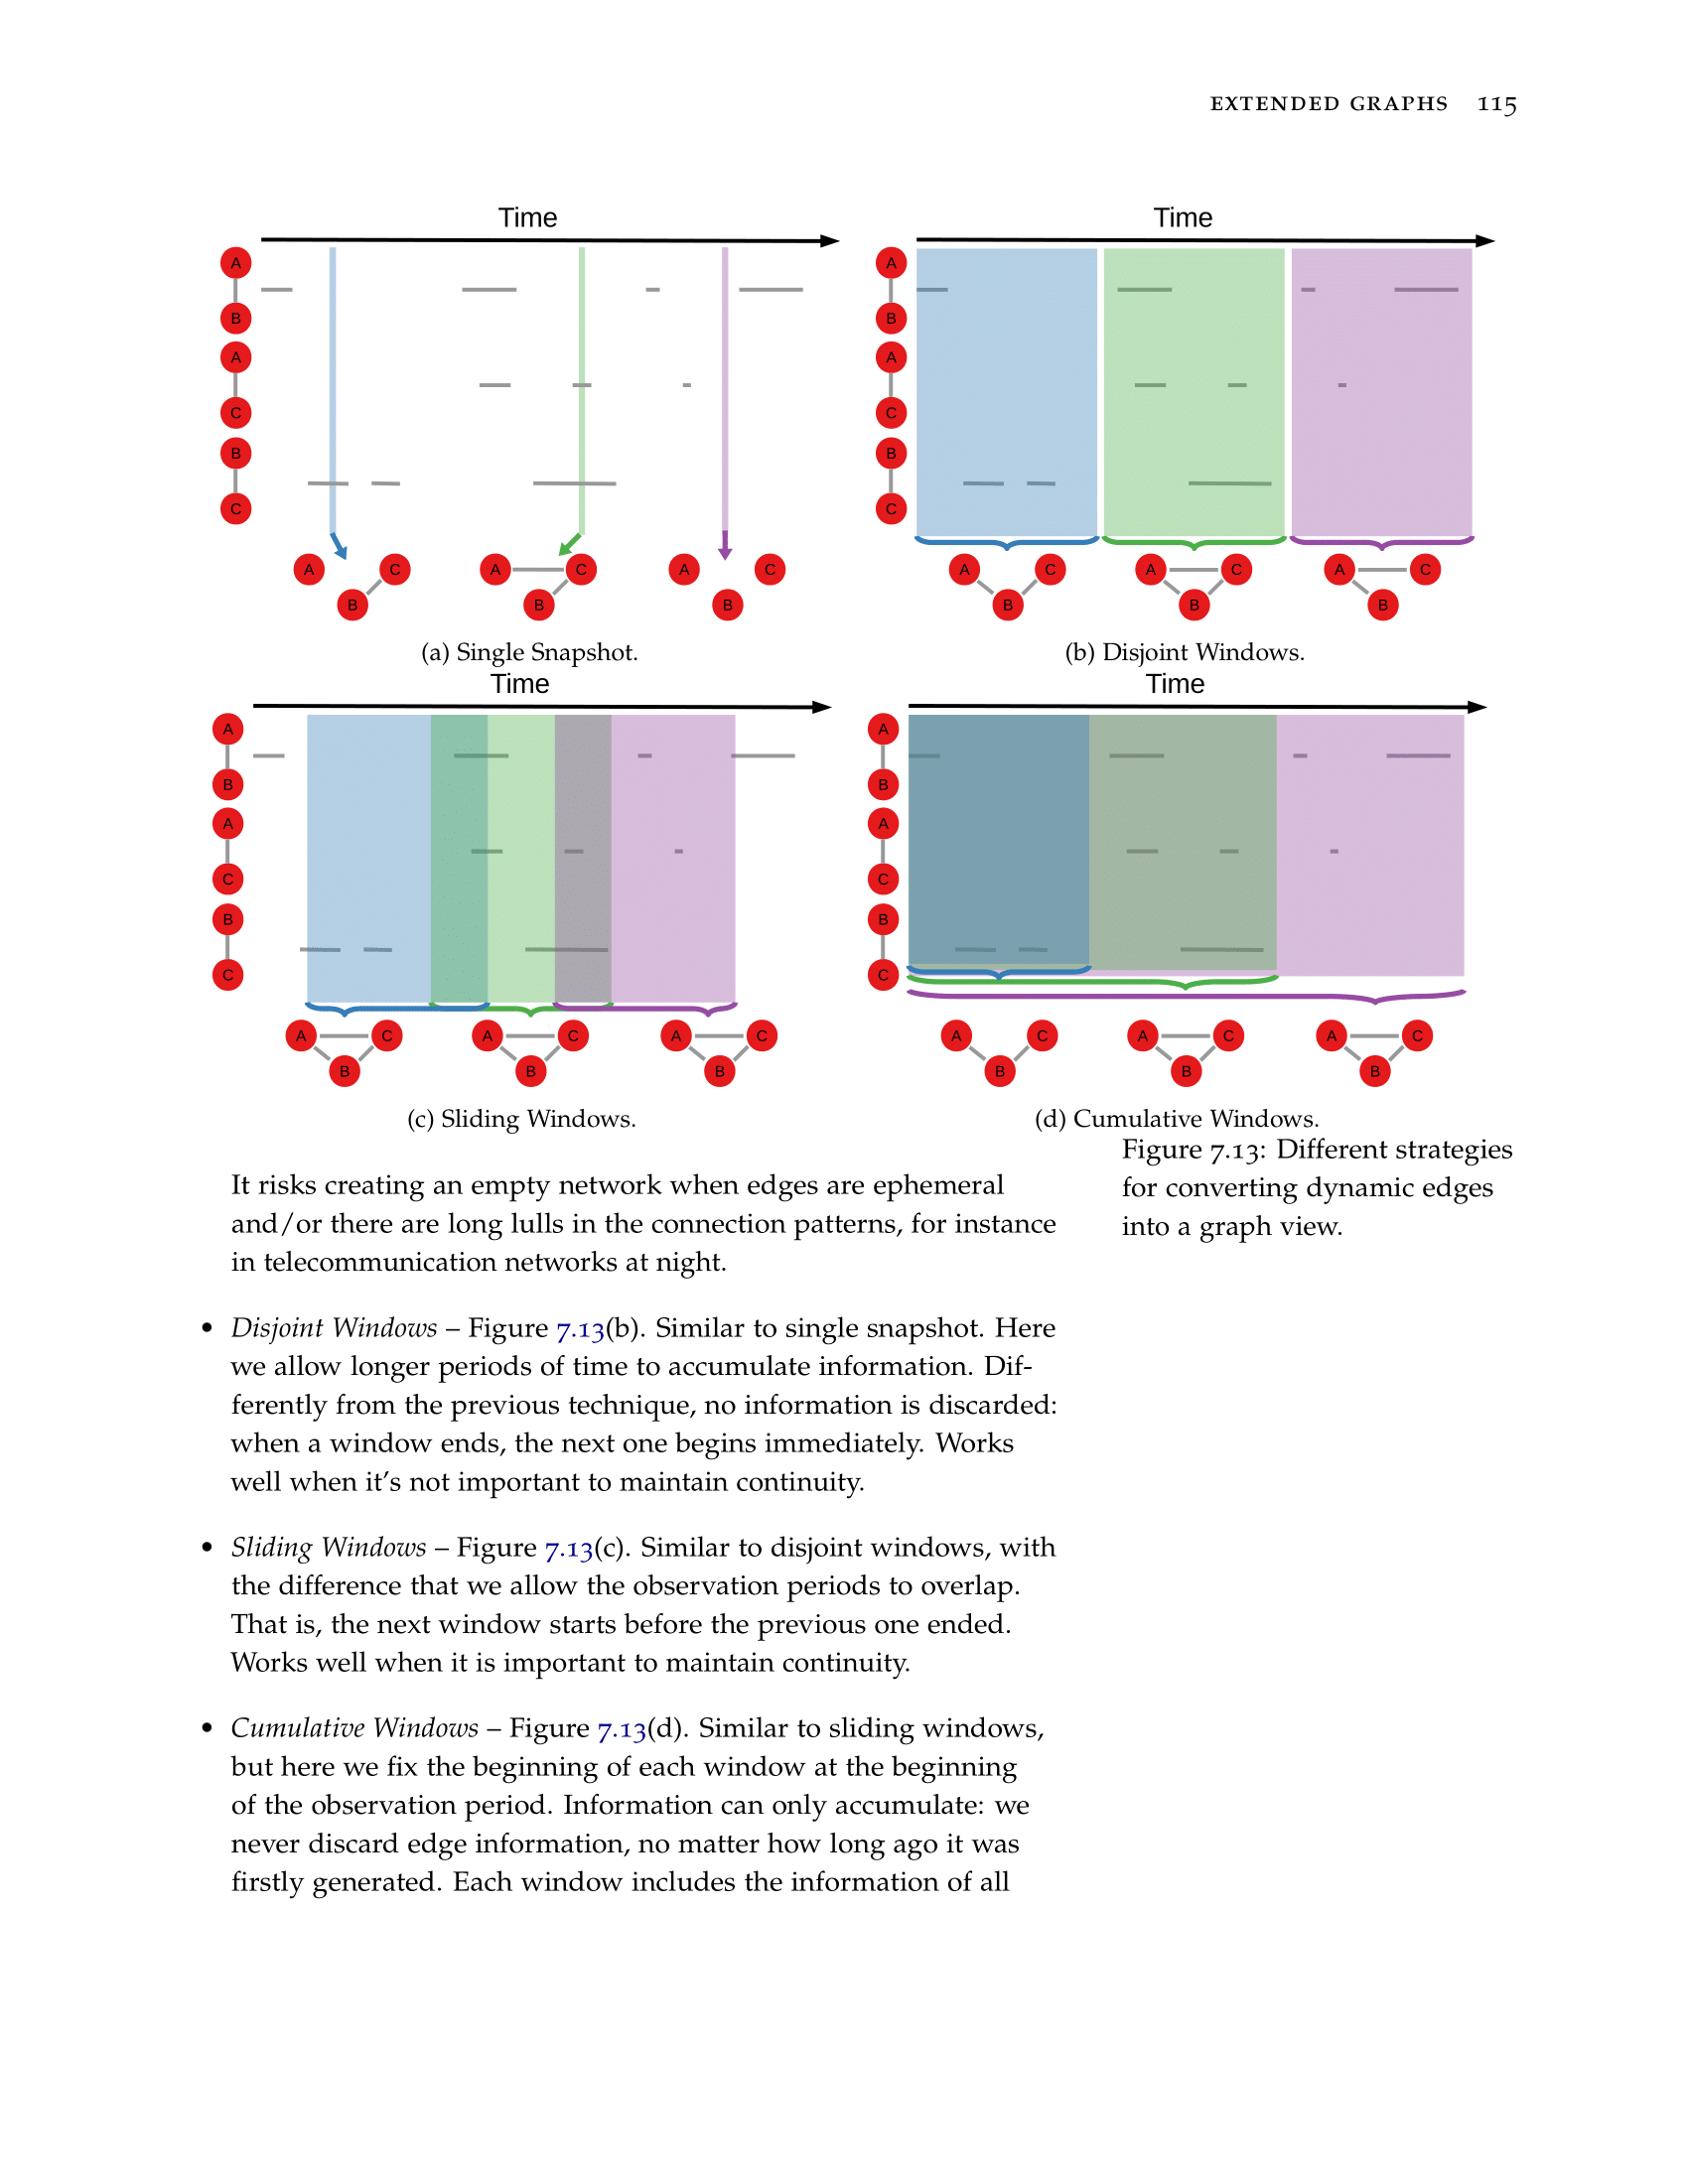 EXTENDED GRAPHS 115
Time
A
B
A
C
B
C
A C
B
A C
B
A C
B
(a) Single Snapshot.
Time
A
B
A
C
B
C
A C
B
A C
B
A C
B
(b) Disjoint Windows.
Time
A
B
A
C
B
C
A C
B
A C
B
A C
B
(c) Sliding Windows.
Time
A
B
A
C
B
C
A C
B
A C
B
A C
B
(d) Cumulative Windows.
Figure 7.13: Different strategies
for converting dynamic edges
into a graph view.
It risks creating an empty network when edges are ephemeral
and/or there are long lulls in the connection patterns, for instance
in telecommunication networks at night.
• Disjoint Windows – Figure 7.13(b). Similar to single snapshot. Here
we allow longer periods of time to accumulate information. Dif-
ferently from the previous technique, no information is discarded:
when a window ends, the next one begins immediately. Works
well when it's not important to maintain continuity.
• Sliding Windows – Figure 7.13(c). Similar to disjoint windows, with
the difference that we allow the observation periods to overlap.
That is, the next window starts before the previous one ended.
Works well when it is important to maintain continuity.
• Cumulative Windows – Figure 7.13(d). Similar to sliding windows,
but here we fix the beginning of each window at the beginning
of the observation period. Information can only accumulate: we
never discard edge information, no matter how long ago it was
firstly generated. Each window includes the information of all